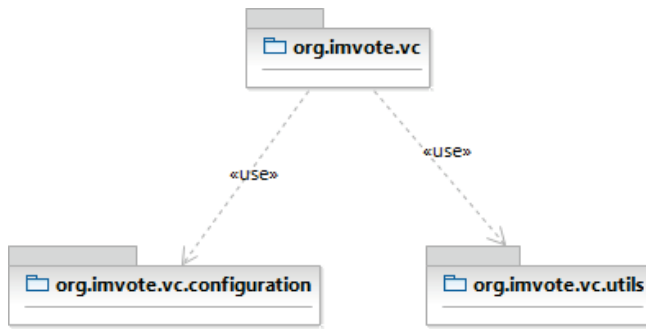 org.imvote.vc
«use»
«use»
org.imvote.vc.configuration
org.imvote.vc.utils